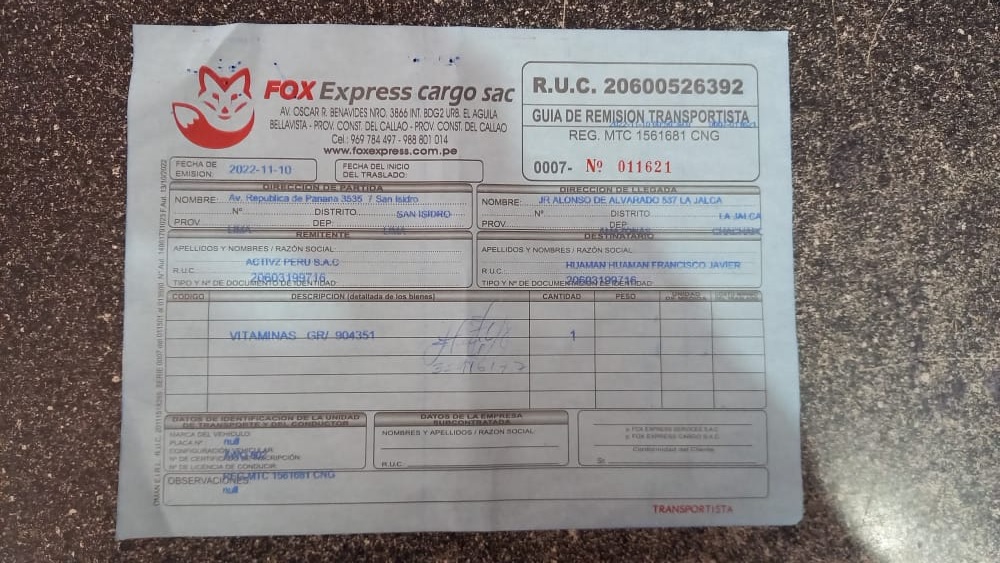 FOX Express cargo sac
AV. OSCAR R. BENAVIDES NRO. 3866 INT. BDG2 URB. EL AGUILA
BELLAVISTA - PROV. CONST. DEL CALLAO - PROV. CONST. DEL CALLAO
Cel.: 969 784 497 - 988 801 014
www.foxexpress.com.pe
R.U.C. 20600526392
GUIA DE REMISION TRANSPORTISTA
REG. MTC 1561681 CNG
0007- Nº 011621
FECHA DE EMISION: 2022-11-10
FECHA DEL INICIO DEL TRASLADO:
DIRECCION DE PARTIDA
NOMBRE: Av. Republica de Panana 3535 7 San Isidro
Nº DISTRITO SAN ISIDRO
PROV. LIMA DEP: LIMA
DIRECCION DE LLEGADA
NOMBRE: JR ALONSO DE ALVARADO 537 LA JALCA
Nº DISTRITO LA JALCA
PROV. DEP:
REMITENTE
APELLIDOS Y NOMBRES / RAZÓN SOCIAL:
ACTIVZ PERU S.A.C
R.U.C. 20603199716
TIPO Y Nº DE DOCUMENTO DE IDENTIDAD:
DESTINATARIO
APELLIDOS Y NOMBRES / RAZÓN SOCIAL:
HUAMAN HUAMAN FRANCISCO JAVIER
R.U.C. 20603199716
TIPO Y Nº DE DOCUMENTO DE IDENTIDAD:
CODIGO DESCRIPCION (detallada de los bienes) CANTIDAD PESO
VITAMINAS GR/ 904351 1
DATOS DE IDENTIFICACION DE LA UNIDAD
DE TRANSPORTE Y DEL CONDUCTOR
MARCA DEL VEHICULO:
PLACA Nº: null
CONFIGURACIÓN VEHICULAR:
Nº DE CERTIFICADO DE INSCRIPCIÓN:
Nº DE LICENCIA DE CONDUCIR:
REG.MTC 1561681 CNG
DATOS DE LA EMPRESA
SUBCONTRATADA
NOMBRES Y APELLIDOS / RAZON SOCIAL:
R.U.C.
p. FOX EXPRESS CARGO S.A.C.
Conformidad del Cliente
OBSERVACIONES:
null
TRANSPORTISTA